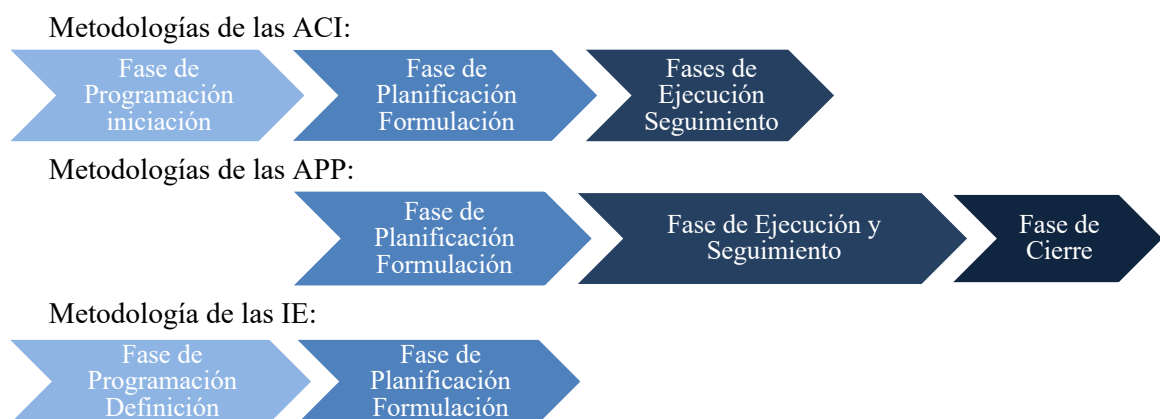 Metodologías de las ACI:
Fase de
Programación
iniciación
Fase de
Planificación
Formulación
Fases de
Ejecución
Seguimiento
Metodologías de las APP:
Fase de
Planificación
Formulación
Fase de Ejecución y
Seguimiento
Fase de
Cierre
Metodología de las IE:
Fase de
Programación
Definición
Fase de
Planificación
Formulación